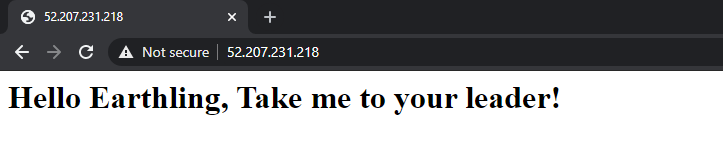 52.207.231.218
Not secure 52.207.231.218
Hello Earthling, Take me to your leader!